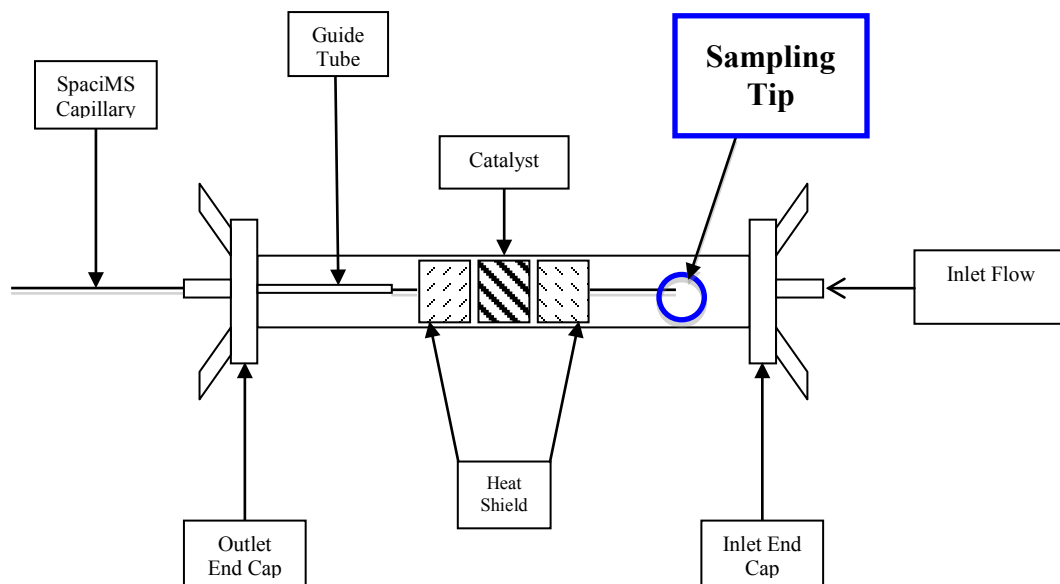 Guide
Tube
Sampling
Tip
SpaciMS
Capillary
Catalyst
Inlet Flow
Heat
Shield
Outlet
End Cap
Inlet End
Cap